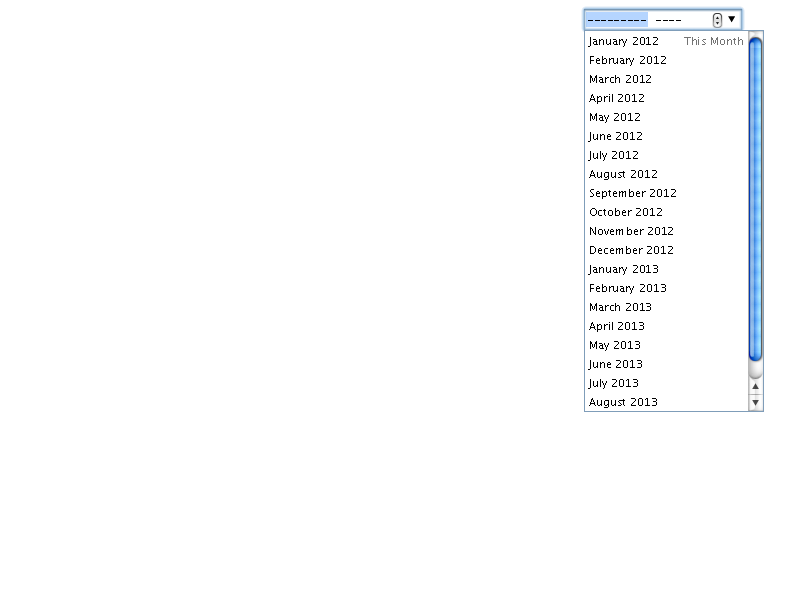 --------- ----
January 2012 This Month
February 2012
March 2012
April 2012
May 2012
June 2012
July 2012
August 2012
September 2012
October 2012
November 2012
December 2012
January 2013
February 2013
March 2013
April 2013
May 2013
June 2013
July 2013
August 2013